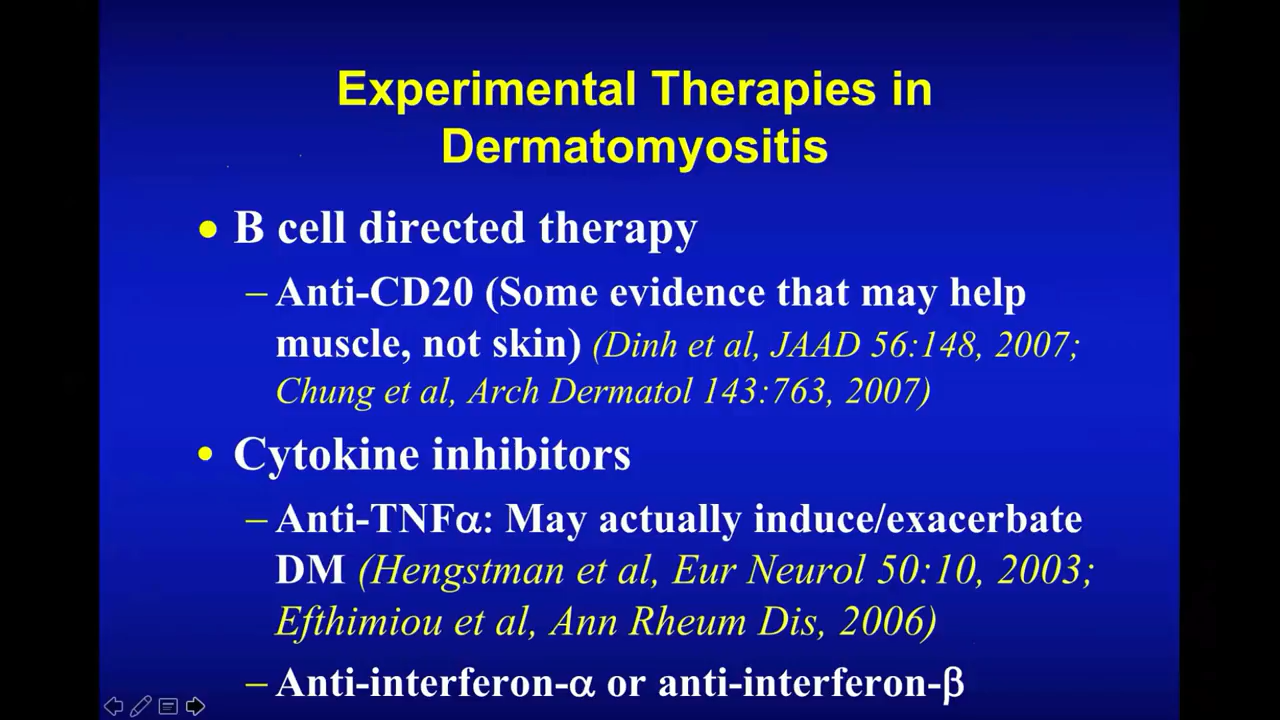 Experimental Therapies in
Dermatomyositis
• B cell directed therapy
– Anti-CD20 (Some evidence that may help
muscle, not skin) (Dinh et al, JAAD 56:148, 2007;
Chung et al, Arch Dermatol 143:763, 2007)
• Cytokine inhibitors
– Anti-TNFα: May actually induce/exacerbate
DM (Hengstman et al, Eur Neurol 50:10, 2003;
Efthimiou et al, Ann Rheum Dis, 2006)
– Anti-interferon-α or anti-interferon-β